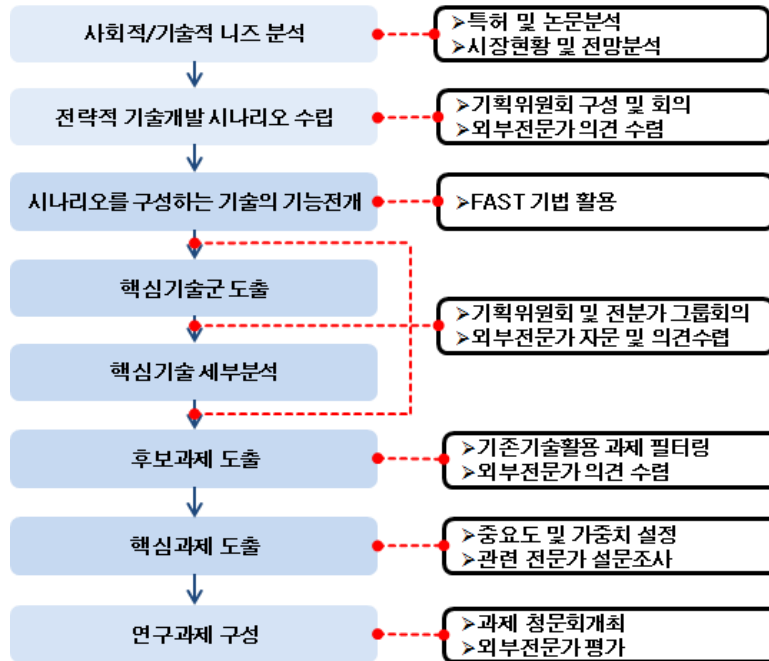 사회적/기술적 니즈 분석
➢특허 및 논문분석
➢시장현황 및 전망분석
전략적 기술개발 시나리오 수립
➢기획위원회 구성 및 회의
➢외부전문가 의견 수렴
시나리오를 구성하는 기술의 기능전개
➢FAST 기법 활용
핵심기술군 도출
➢기획위원회 및 전분가 그룹회의
➢외부전문가 자문 및 의견수렵
핵심기술 세부분석
후보과제 도출
➢기존기술활용 과제 필터링
➢외부전문가 의견 수렴
핵심과제 도출
➢중요도 및 가중치 설정
➢관련 전문가 설문조사
연구과제 구성
➢과제 청문회개최
➢외부전문가 평가